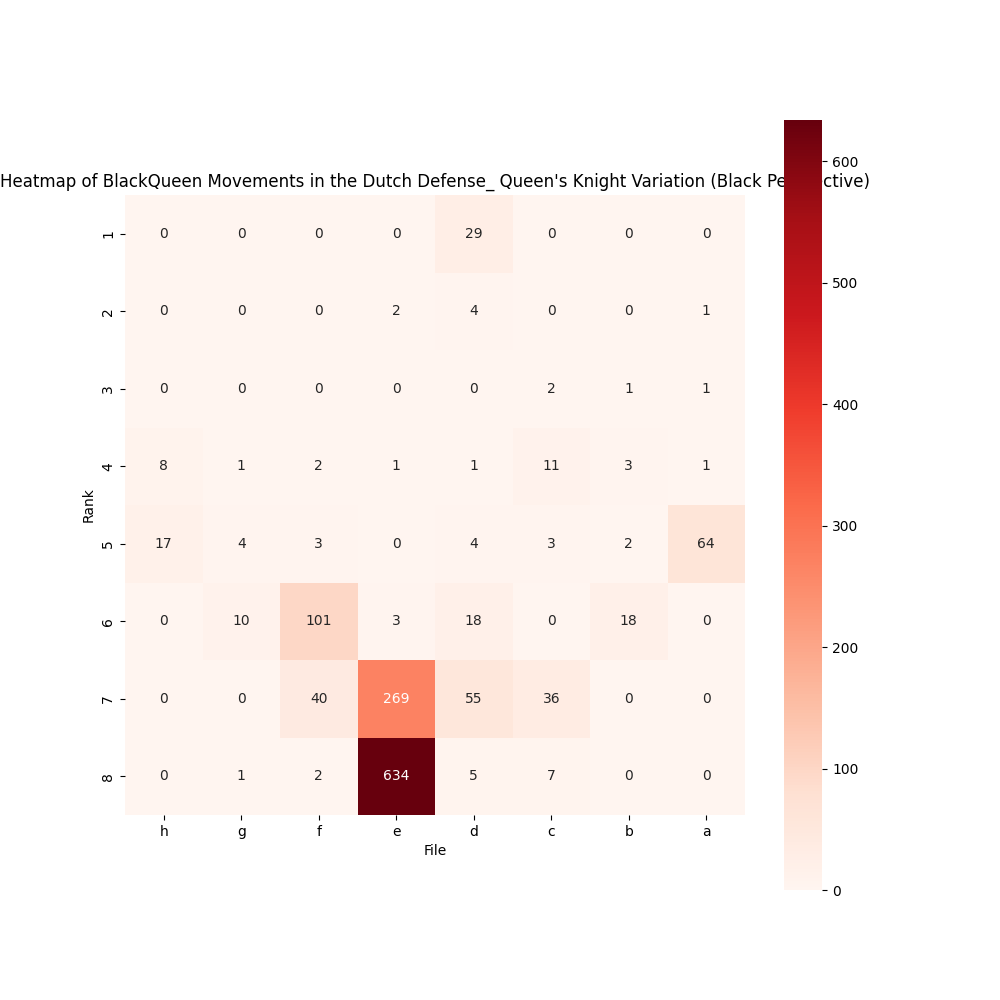 Heatmap of BlackQueen Movements in the Dutch Defense_ Queen's Knight Variation (Black Pe ctive)
1 0 0 0 0 29 0 0 0
2 0 0 0 2 4 0 0 1
3 0 0 0 0 0 2 1 1
4 8 1 2 1 1 11 3 1
5 17 4 3 0 4 3 2 64
6 0 10 101 3 18 0 18 0
7 0 0 40 269 55 36 0 0
8 0 1 2 634 5 7 0 0
h g f e d c b a
File
Rank
600
500
400
300
200
100
0